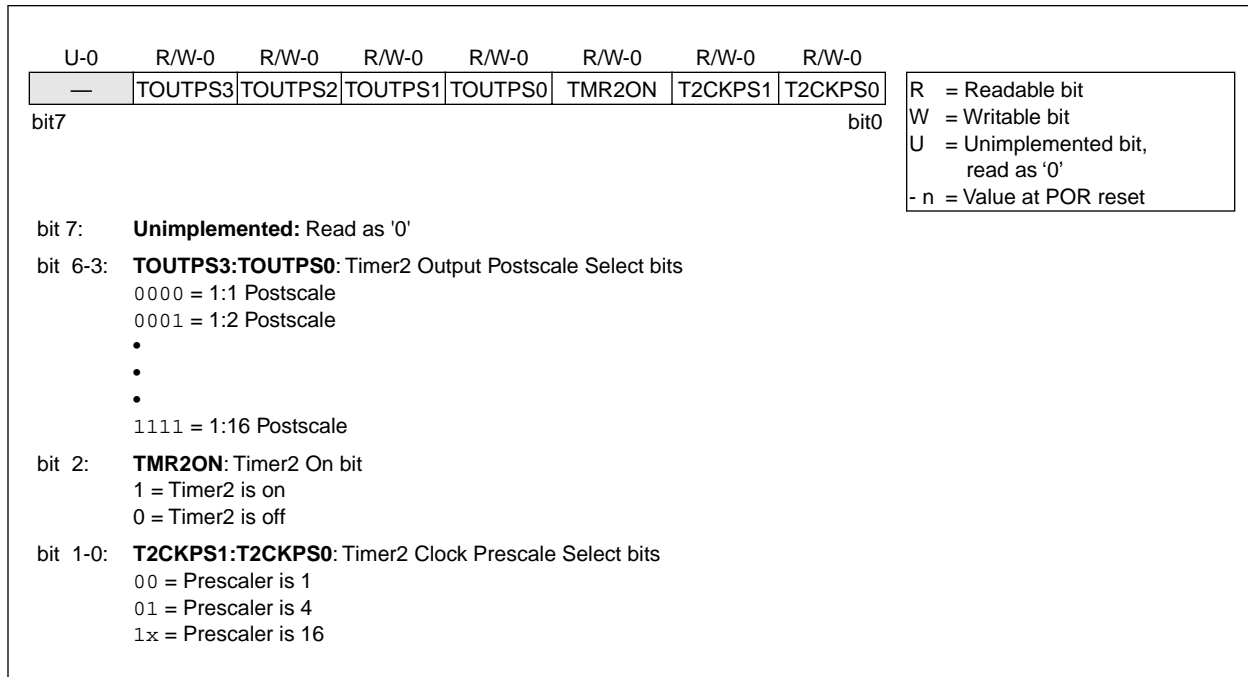 U-0 R/W-0 R/W-0 R/W-0 R/W-0 R/W-0 R/W-0 R/W-0
— TOUTPS3 TOUTPS2 TOUTPS1 TOUTPS0 TMR2ON T2CKPS1 T2CKPS0
bit7 bit0
R = Readable bit
W = Writable bit
U = Unimplemented bit,
read as ‘0’
- n = Value at POR reset
bit 7: Unimplemented: Read as '0'
bit 6-3: TOUTPS3:TOUTPS0: Timer2 Output Postscale Select bits
0000 = 1:1 Postscale
0001 = 1:2 Postscale
•
•
•
1111 = 1:16 Postscale
bit 2: TMR2ON: Timer2 On bit
1 = Timer2 is on
0 = Timer2 is off
bit 1-0: T2CKPS1:T2CKPS0: Timer2 Clock Prescale Select bits
00 = Prescaler is 1
01 = Prescaler is 4
1x = Prescaler is 16